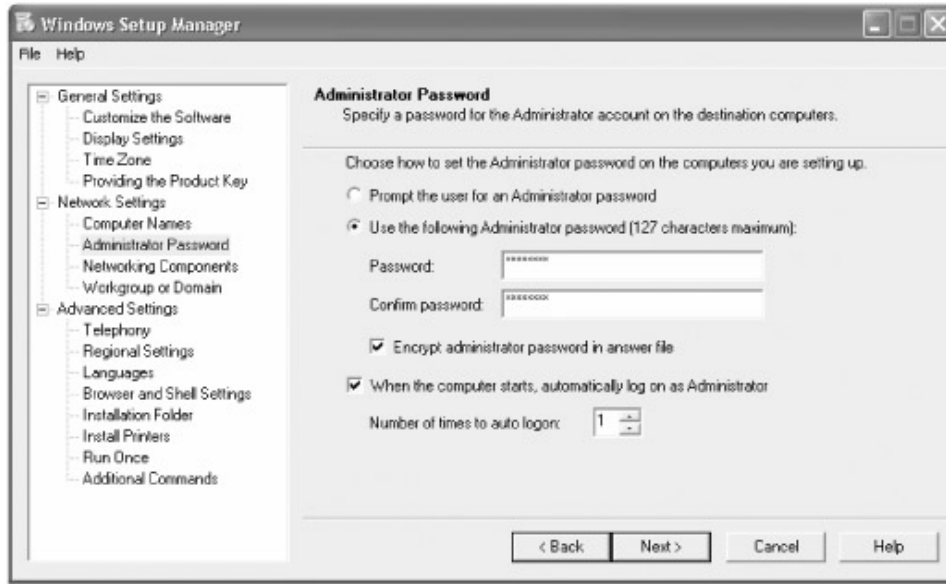 Windows Setup Manager
File Help
General Settings
Customize the Software
Display Settings
Time Zone
Providing the Product Key
Network Settings
Computer Names
Administrator Password
Networking Components
Workgroup or Domain
Advanced Settings
Telephony
Regional Settings
Languages
Browser and Shell Settings
Installation Folder
Install Printers
Run Once
Additional Commands
Administrator Password
Specify a password for the Administrator account on the destination computers.
Choose how to set the Administrator password on the computers you are setting up.
Prompt the user for an Administrator password
Use the following Administrator password (127 characters maximum):
Password: ********
Confirm password: ********
Encrypt administrator password in answer file
When the computer starts, automatically log on as Administrator
Number of times to auto logon: 1
< Back Next > Cancel Help